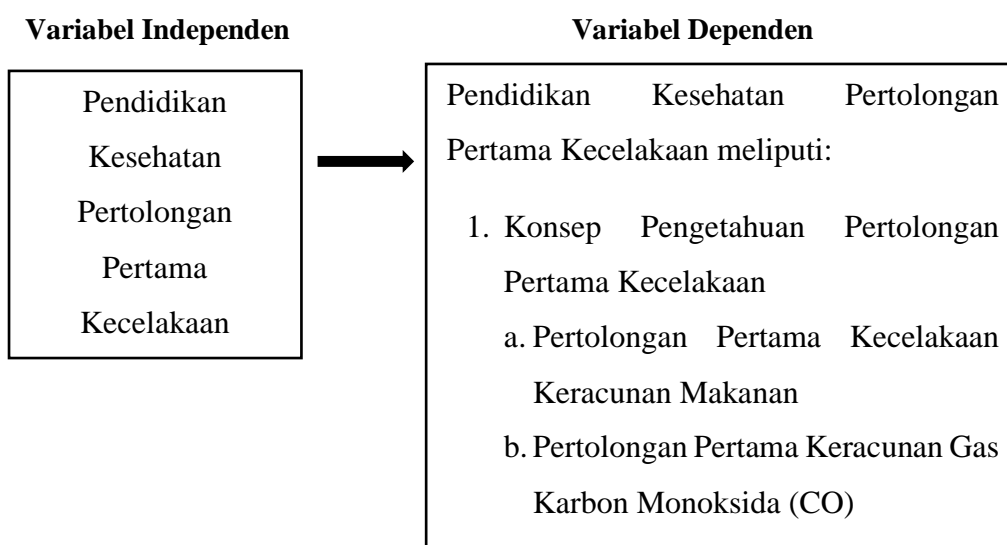 Variabel Independen
Variabel Dependen
Pendidikan
Kesehatan
Pertolongan
Pertama
Kecelakaan
Pendidikan Kesehatan Pertolongan
Pertama Kecelakaan meliputi:
1. Konsep Pengetahuan Pertolongan
Pertama Kecelakaan
a. Pertolongan Pertama Kecelakaan
Keracunan Makanan
b. Pertolongan Pertama Keracunan Gas
Karbon Monoksida (CO)